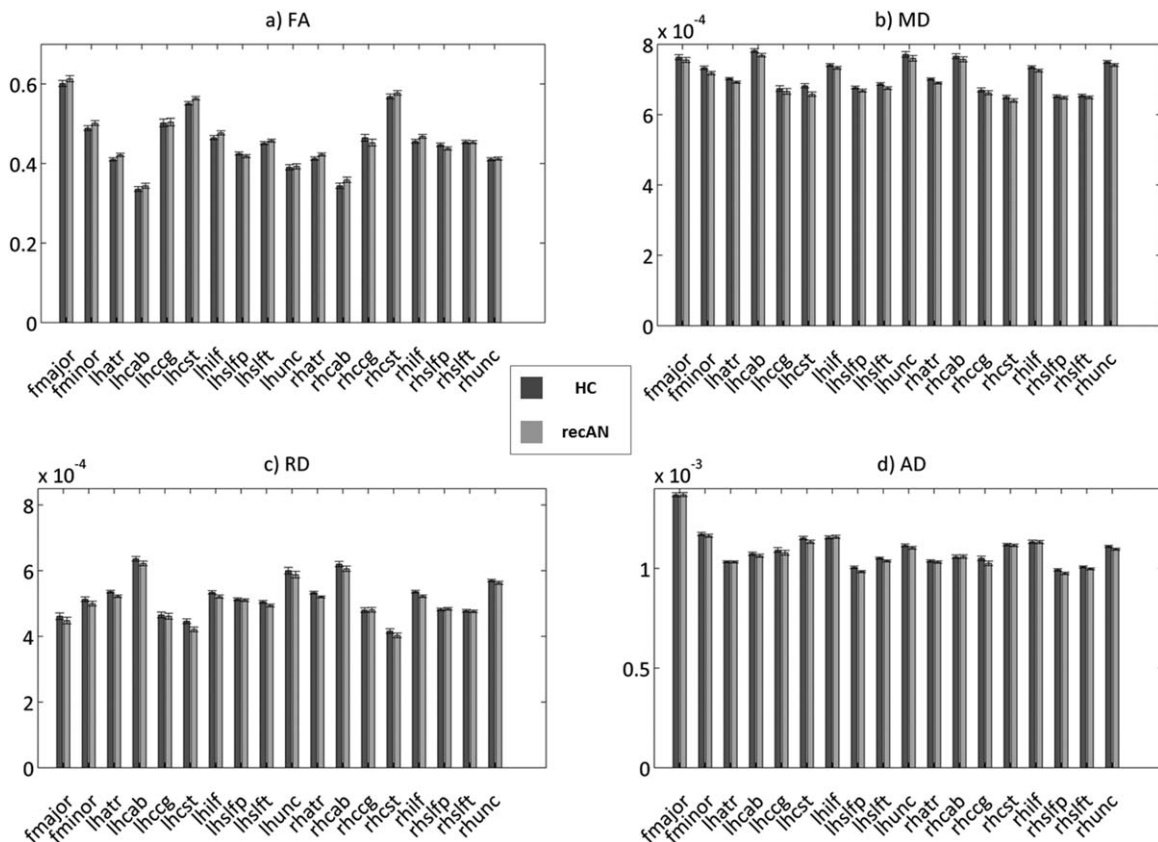 a) FA
0.6
0.4
0.2
0
fmajor
fminor
lhatr
lhcab
lhccg
lhcst
lhilf
lhslfp
lhslft
lhunc
rhatr
rhcab
rhccg
rhcst
rhilf
rhslfp
rhslft
rhunc
b) MD
x 10-4
8
6
4
2
0
fmajor
fminor
lhatr
lhcab
lhccg
lhcst
lhilf
lhslfp
lhslft
lhunc
rhatr
rhcab
rhccg
rhcst
rhilf
rhslfp
rhslft
rhunc
HC
recAN
c) RD
x 10-4
8
6
4
2
0
fmajor
fminor
lhatr
lhcab
lhccg
lhcst
lhilf
lhslfp
lhslft
lhunc
rhatr
rhcab
rhccg
rhcst
rhilf
rhslfp
rhslft
rhunc
d) AD
x 10-3
1
0.5
0
fmajor
fminor
lhatr
lhcab
lhccg
lhcst
lhilf
lhslfp
lhslft
lhunc
rhatr
rhcab
rhccg
rhcst
rhilf
rhslfp
rhslft
rhunc